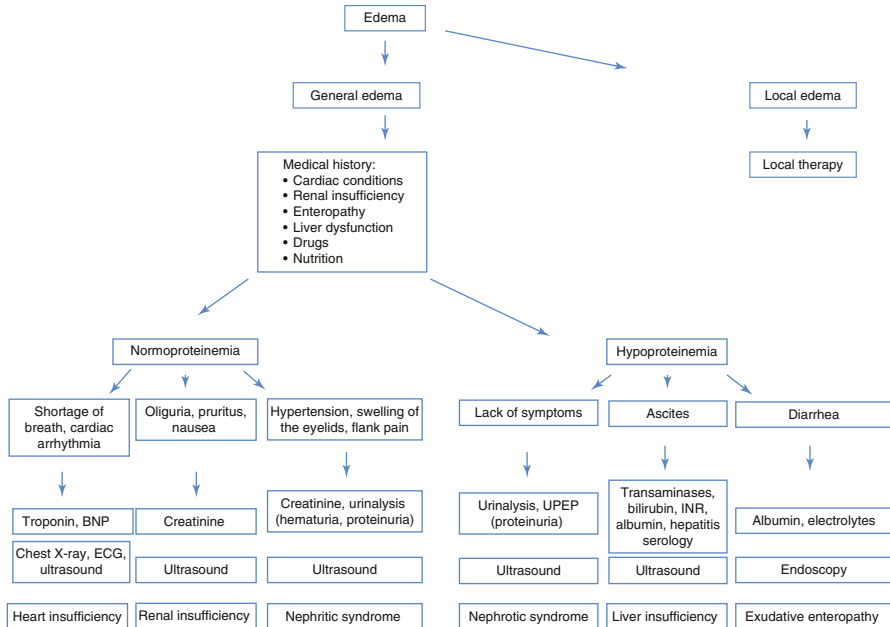 Edema
General edema
Local edema
Medical history:
• Cardiac conditions
• Renal insufficiency
• Enteropathy
• Liver dysfunction
• Drugs
• Nutrition
Local therapy
Normoproteinemia
Hypoproteinemia
Shortage of
breath, cardiac
arrhythmia
Oliguria, pruritus,
nausea
Hypertension, swelling of
the eyelids, flank pain
Lack of symptoms
Ascites
Diarrhea
Troponin, BNP
Creatinine
Creatinine, urinalysis
(hematuria, proteinuria)
Urinalysis, UPEP
(proteinuria)
Transaminases,
bilirubin, INR,
albumin, hepatitis
serology
Albumin, electrolytes
Chest X-ray, ECG,
ultrasound
Ultrasound
Ultrasound
Ultrasound
Ultrasound
Endoscopy
Heart insufficiency
Renal insufficiency
Nephritic syndrome
Nephrotic syndrome
Liver insufficiency
Exudative enteropathy